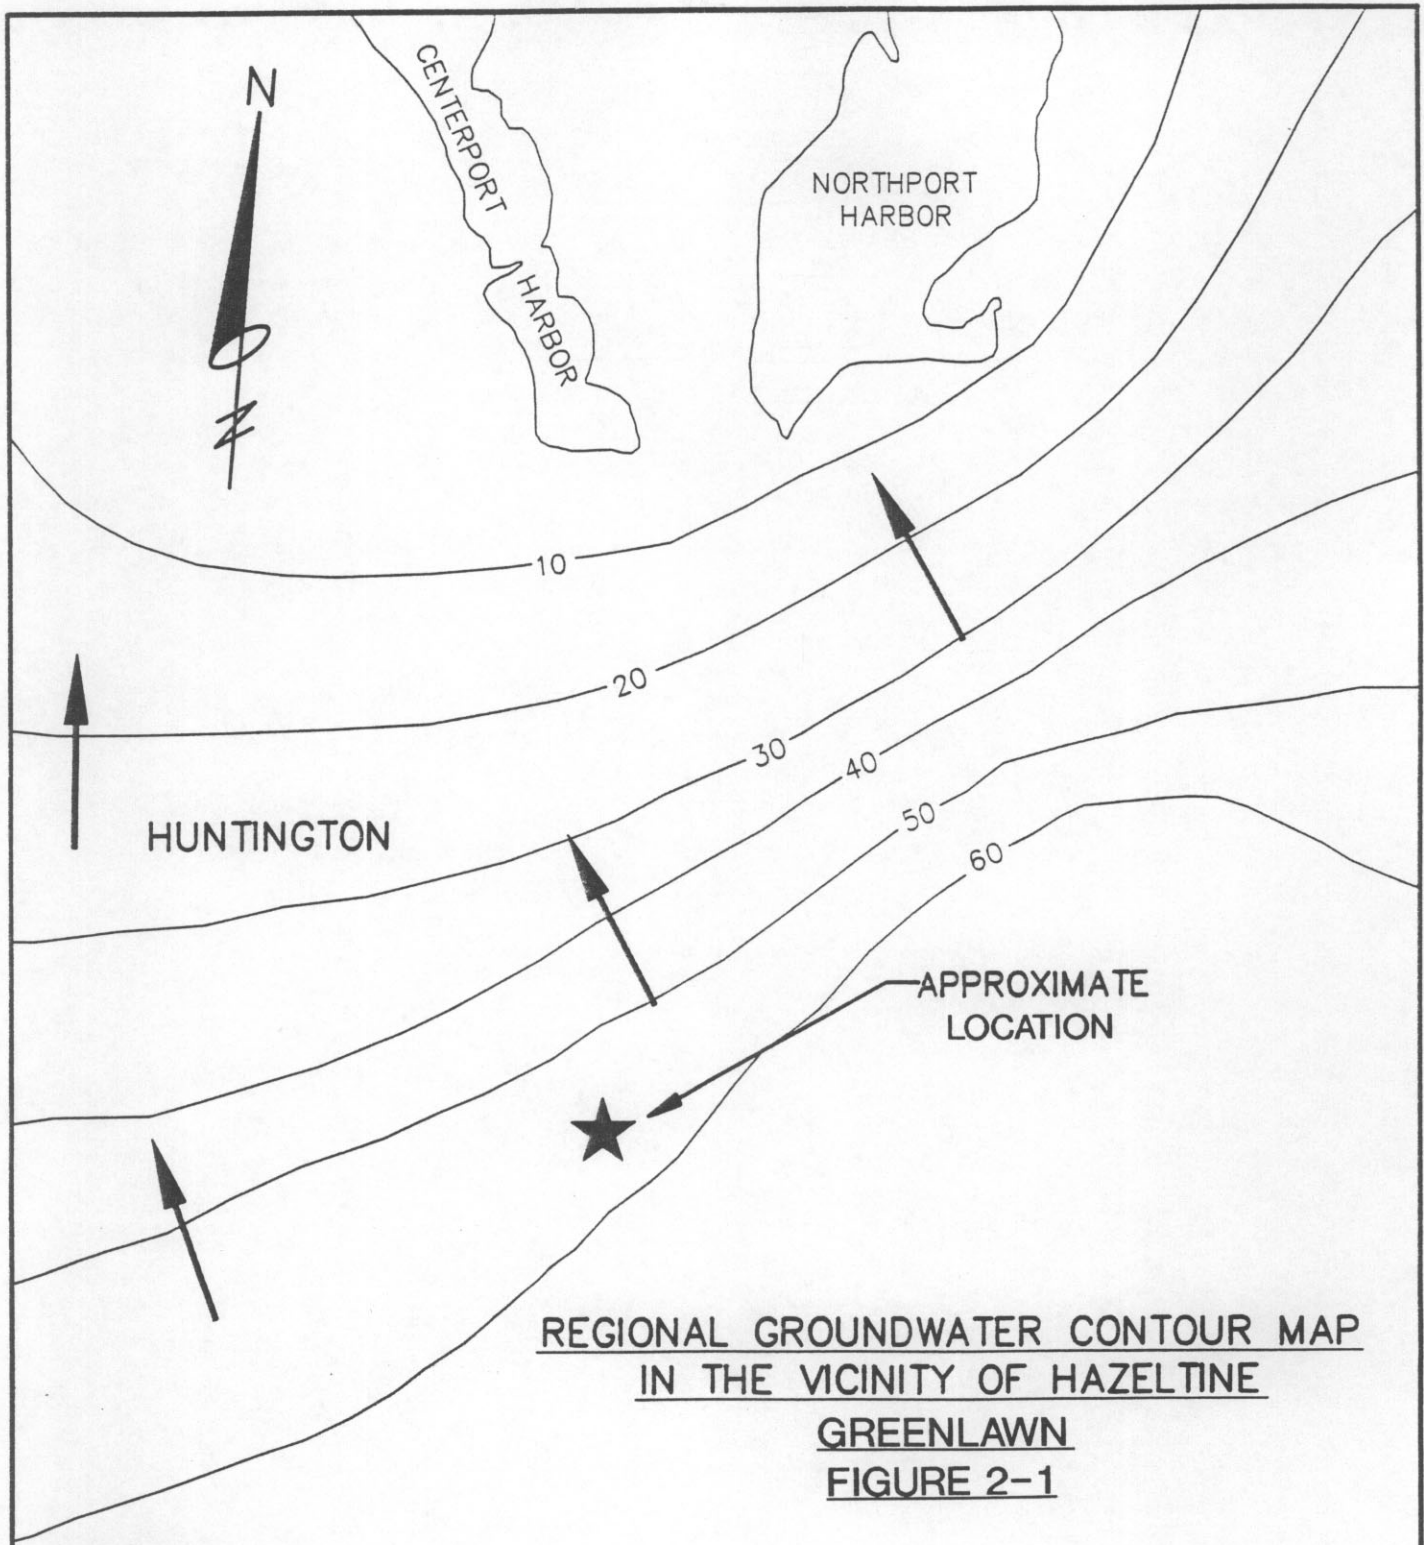 N
CENTERPORT
HARBOR
NORTHPORT
HARBOR
N
10
20
30
40
50
60
HUNTINGTON
APPROXIMATE
LOCATION
REGIONAL GROUNDWATER CONTOUR MAP
IN THE VICINITY OF HAZELTINE
GREENLAWN
FIGURE 2-1